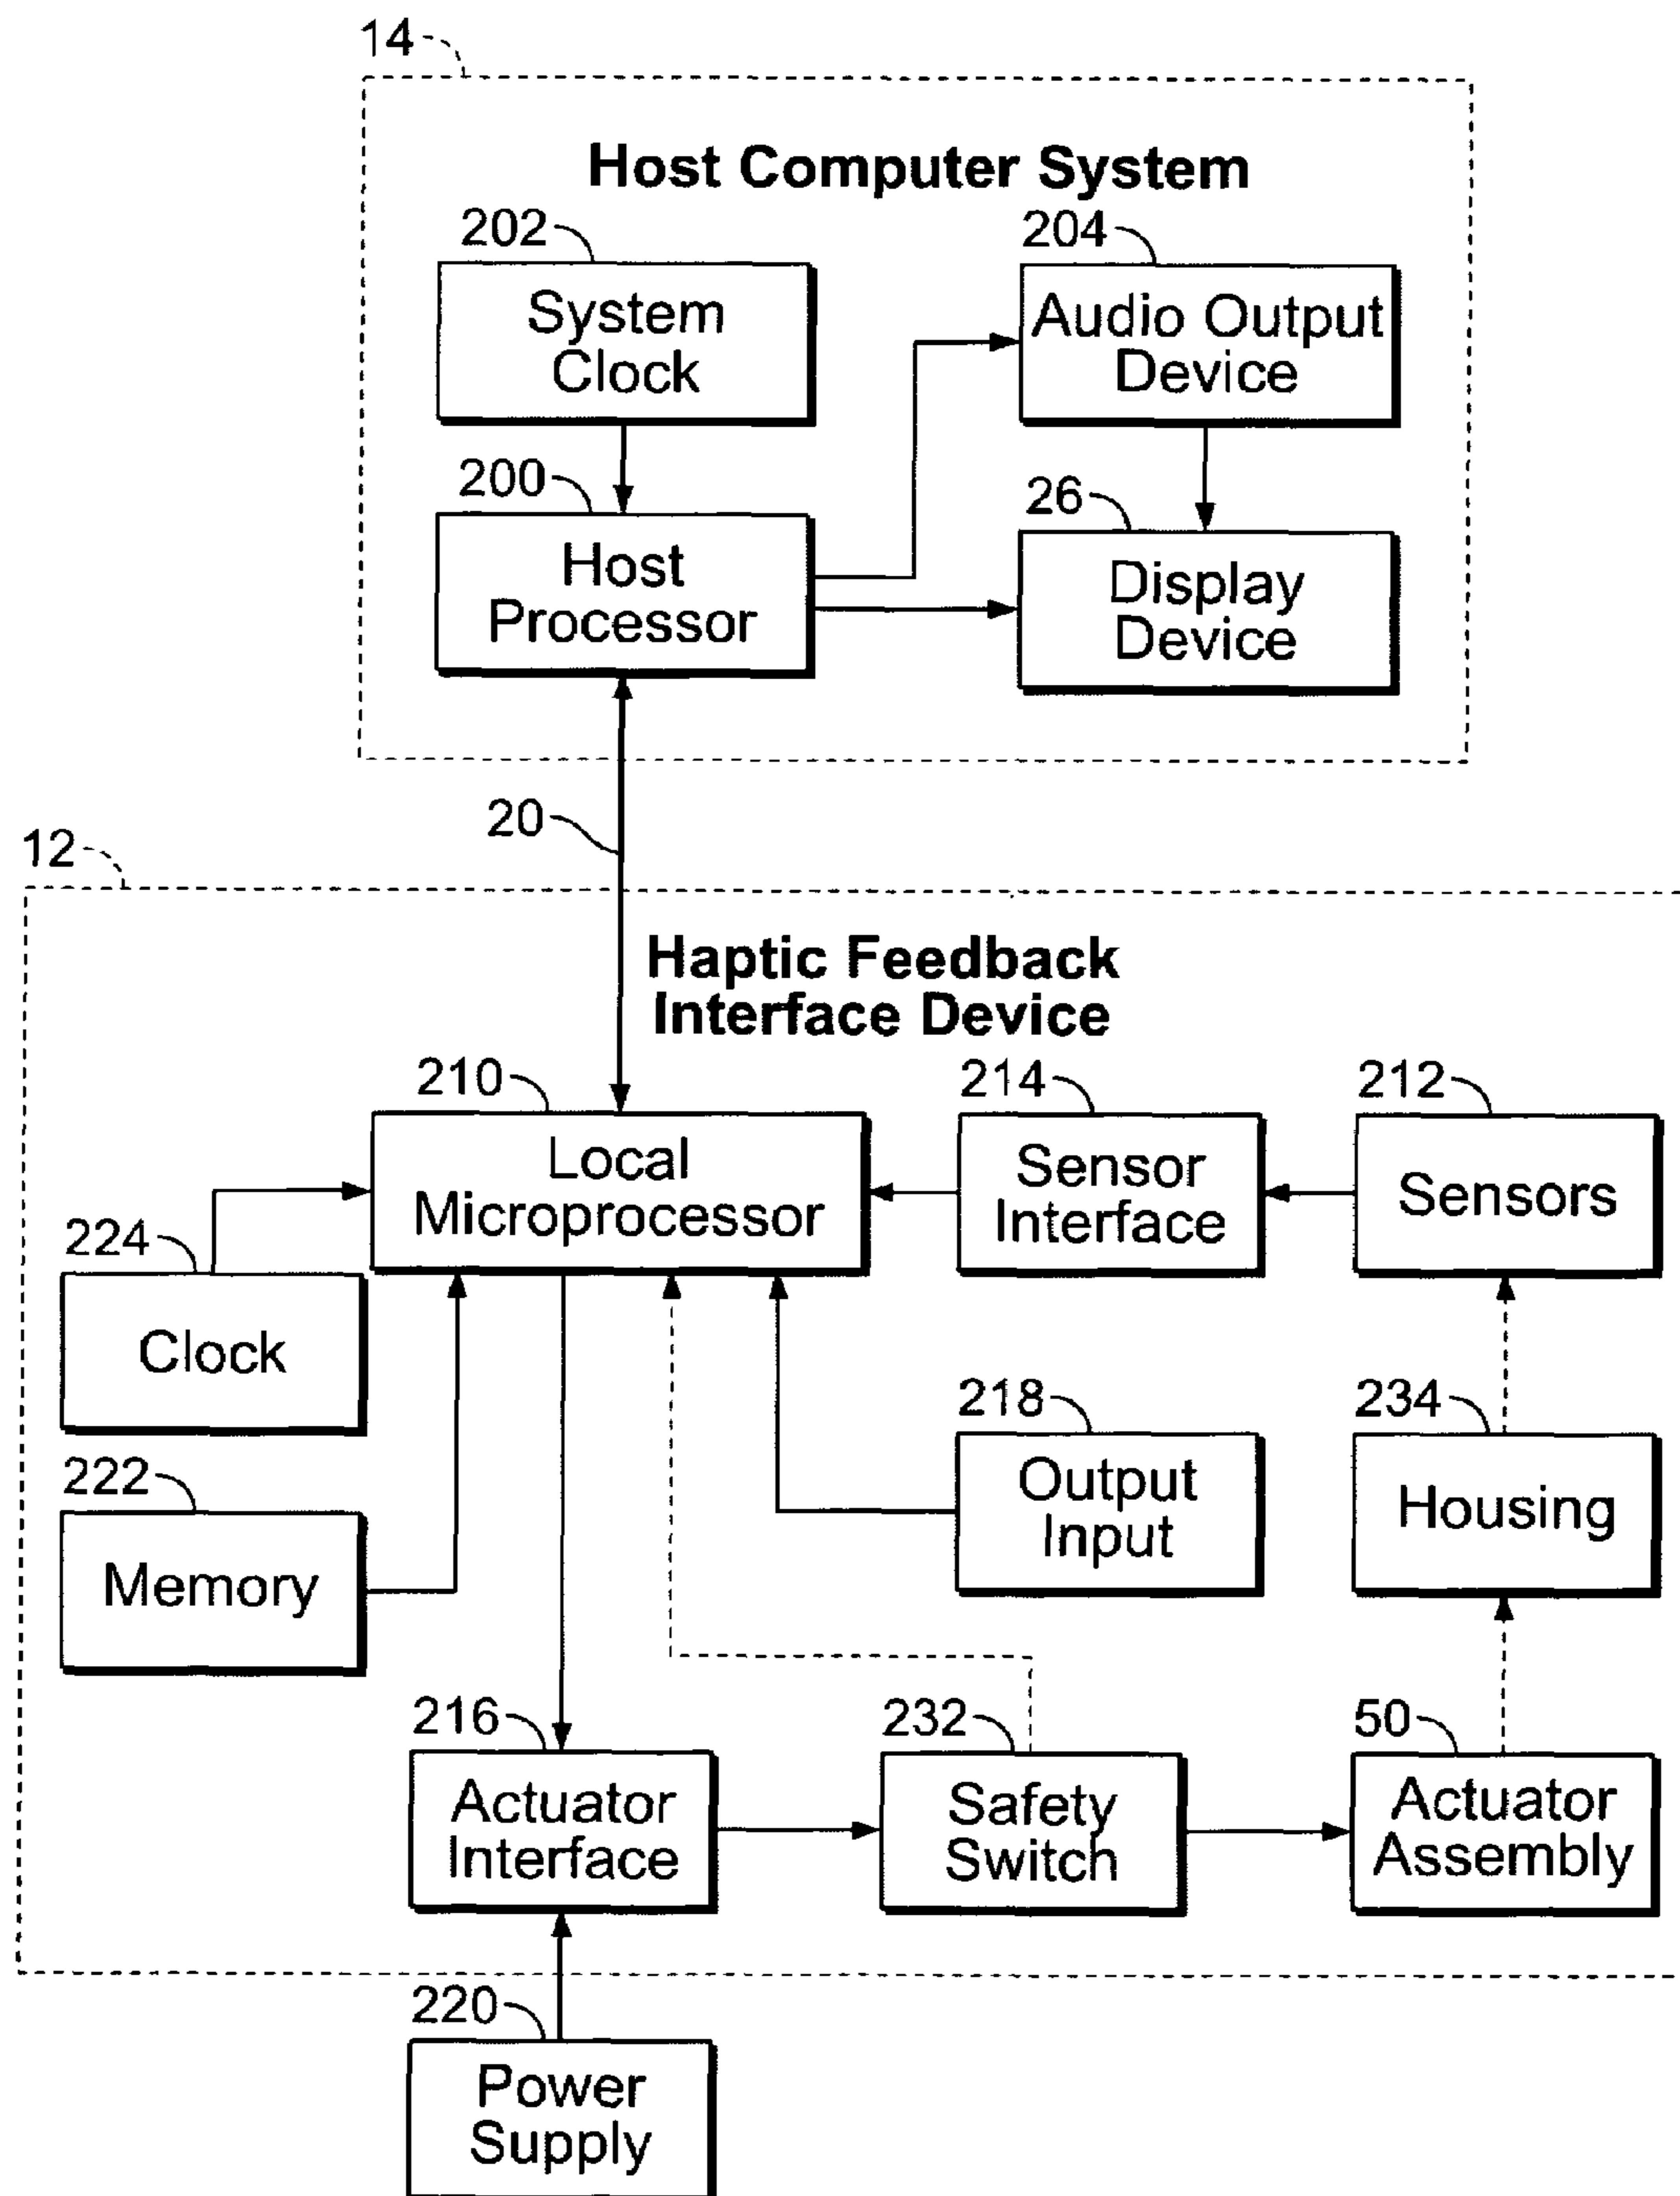 14
Host Computer System
202
204
System
Clock
Audio Output
Device
200
26
Host
Processor
Display
Device
20
12
Haptic Feedback
Interface Device
210
214
212
Local
Microprocessor
Sensor
Interface
Sensors
224
Clock
218
234
Output
Input
Housing
222
Memory
216
232
50
Actuator
Interface
Safety
Switch
Actuator
Assembly
220
Power
Supply